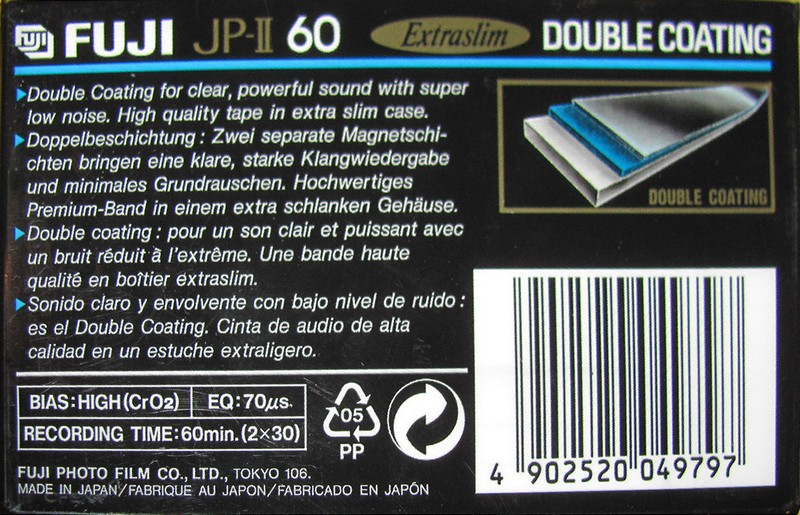 FUJI FUJI JP-II 60 Extraslim DOUBLE COATING
Double Coating for clear, powerful sound with super
low noise. High quality tape in extra slim case.
Doppelbeschichtung: Zwei separate Magnetschi-
chten bringen eine klare, starke Klangwiedergabe
und minimales Grundrauschen. Hochwertiges
Premium-Band in einem extra schlanken Gehäuse.
Double coating: pour un son clair et puissant avec
un bruit réduit à l'extrême. Une bande haute
qualité en boîtier extraslim.
Sonido claro y envolvente con bajo nivel de ruido:
es el Double Coating. Cinta de audio de alta
calidad en un estuche extraligero.
DOUBLE COATING
BIAS:HIGH(CrO2) EQ:70μs.
RECORDING TIME:60min.(2×30)
05
PP
FUJI PHOTO FILM CO., LTD., TOKYO 106.
MADE IN JAPAN/FABRIQUE AU JAPON/FABRICADO EN JAPÓN
4 902520 049797